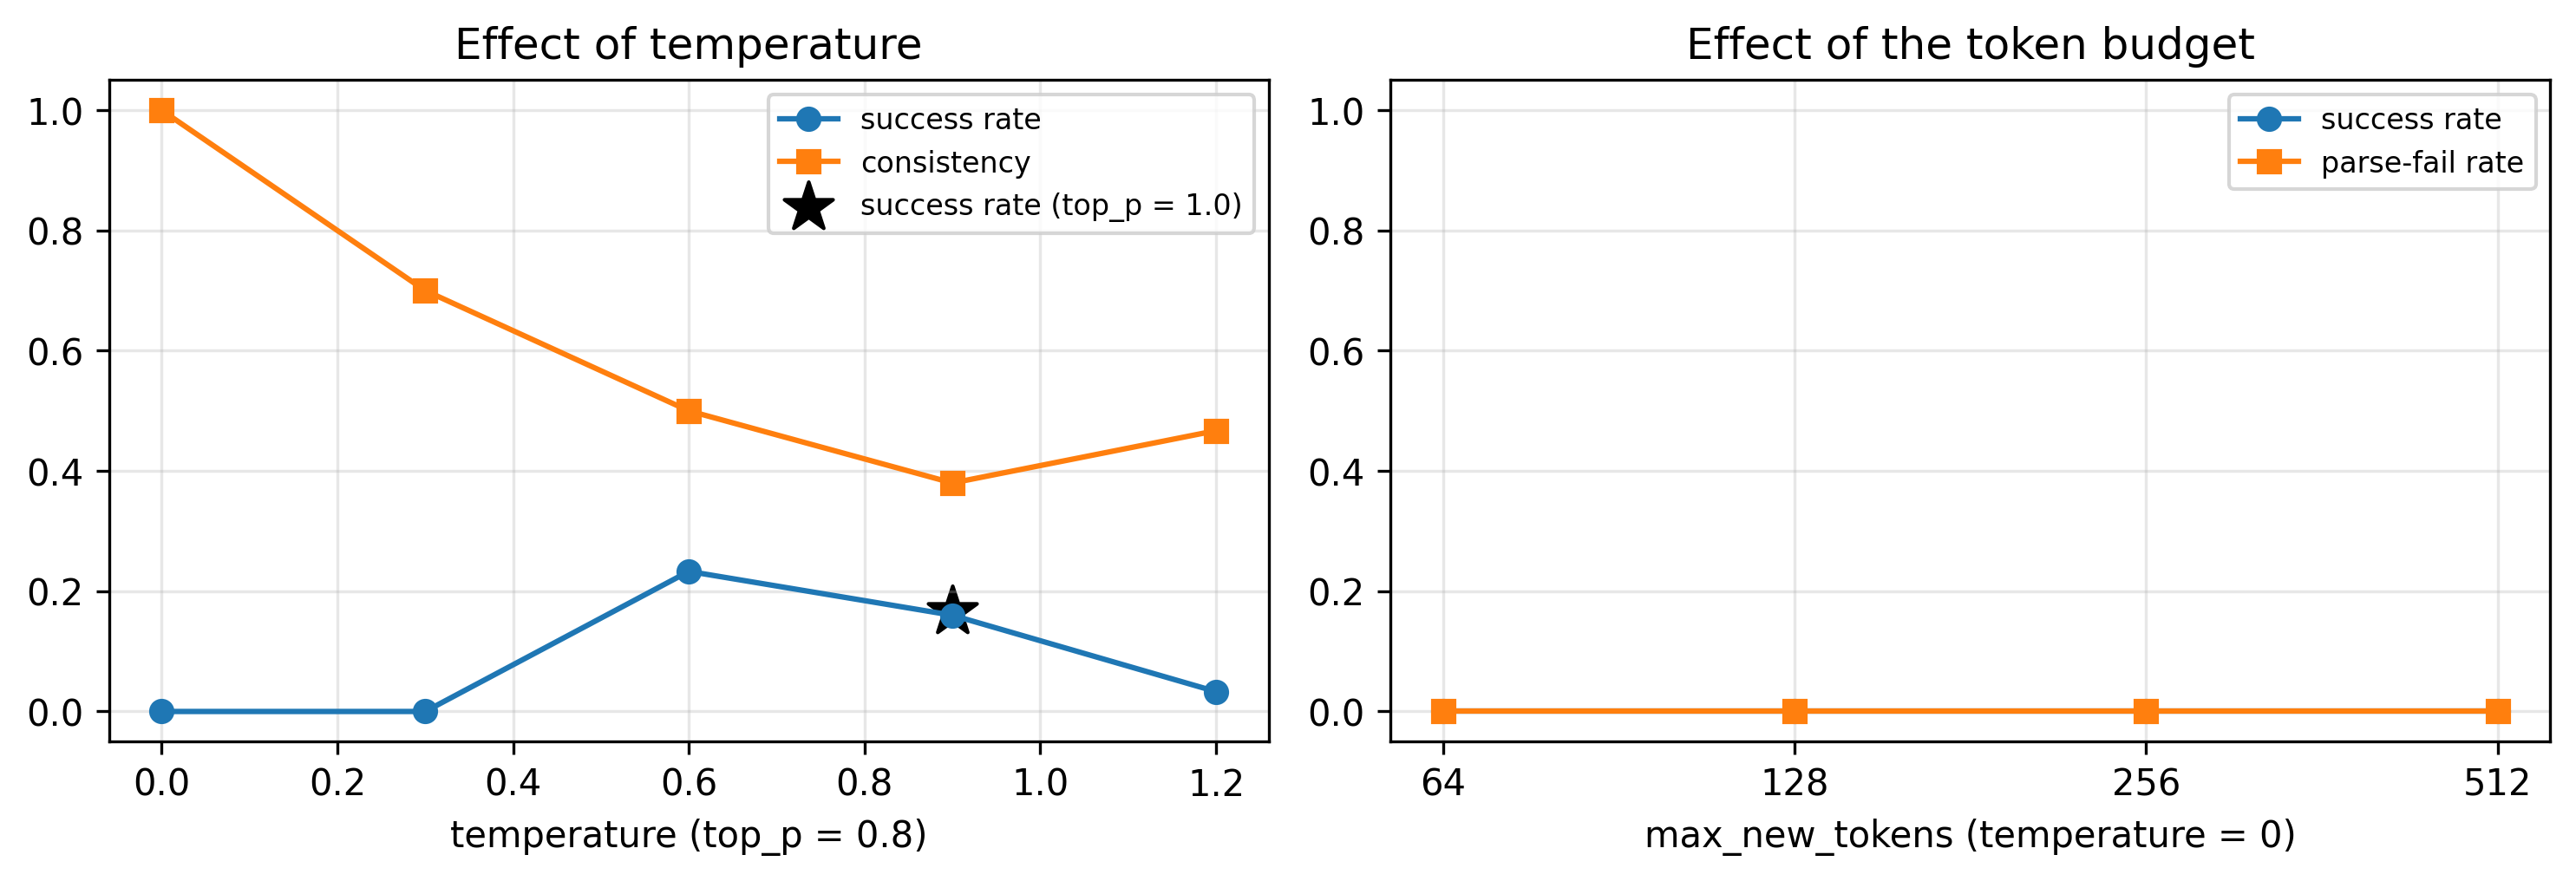 Effect of temperature
1.0
0.8
0.6
0.4
0.2
0.0
success rate
consistency
success rate (top_p = 1.0)
0.0 0.2 0.4 0.6 0.8 1.0 1.2
temperature (top_p = 0.8)
Effect of the token budget
1.0
0.8
0.6
0.4
0.2
0.0
success rate
parse-fail rate
64 128 256 512
max_new_tokens (temperature = 0)